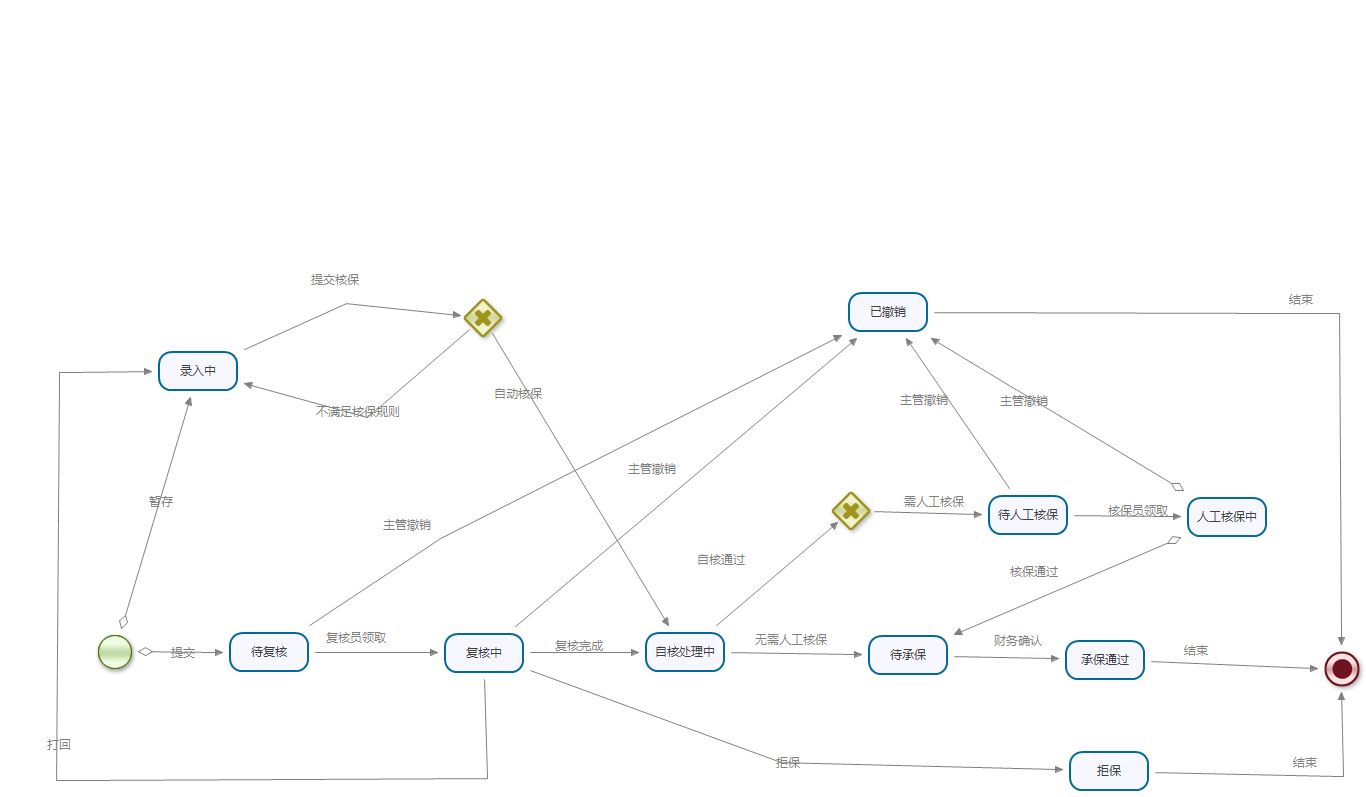 提交核保
结束
已撤销
录入中
自动核保
主管撤销
主管撤销
不满足核保规则
主管撤销
暂存
需人工核保
待人工核保
核保员领取
人工核保中
主管撤销
自核通过
核保通过
提交
待复核
复核员领取
复核中
复核完成
自核处理中
无需人工核保
待承保
财务确认
承保通过
结束
打回
拒保
拒保
结束